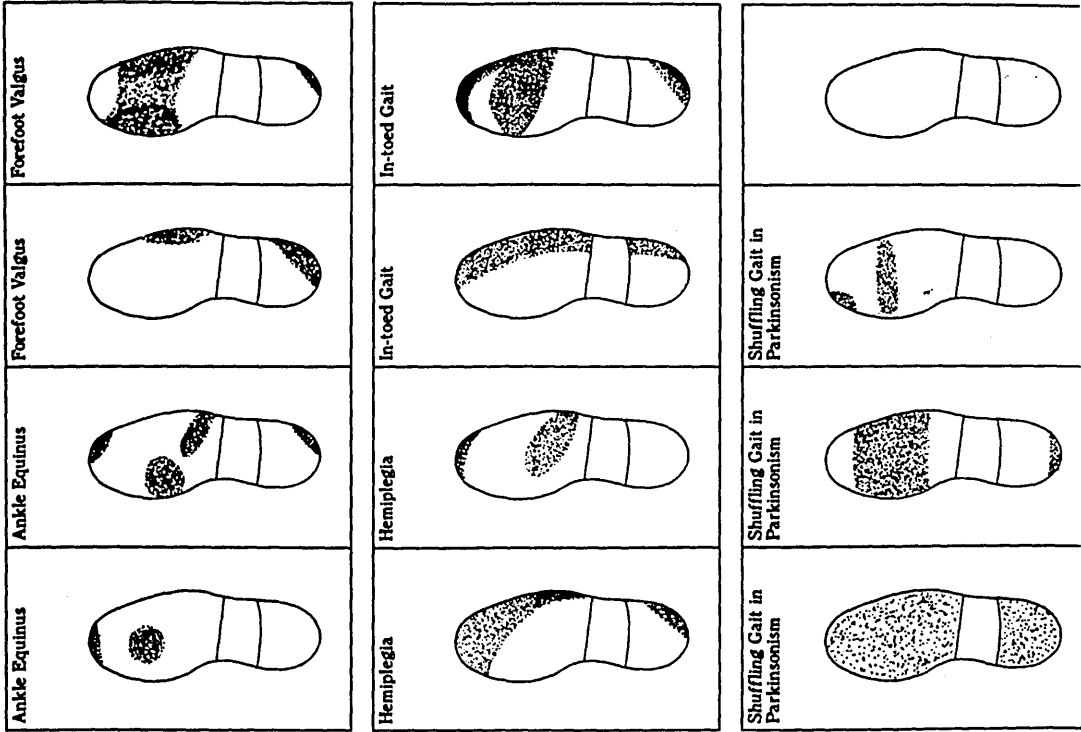 Ankle Equinus
Ankle Equinus
Forefoot Valgus
Forefoot Valgus
Hemiplegia
Hemiplegia
In-toed Gait
In-toed Gait
Shuffling Gait in
Parkinsonism
Shuffling Gait in
Parkinsonism
Shuffling Gait in
Parkinsonism